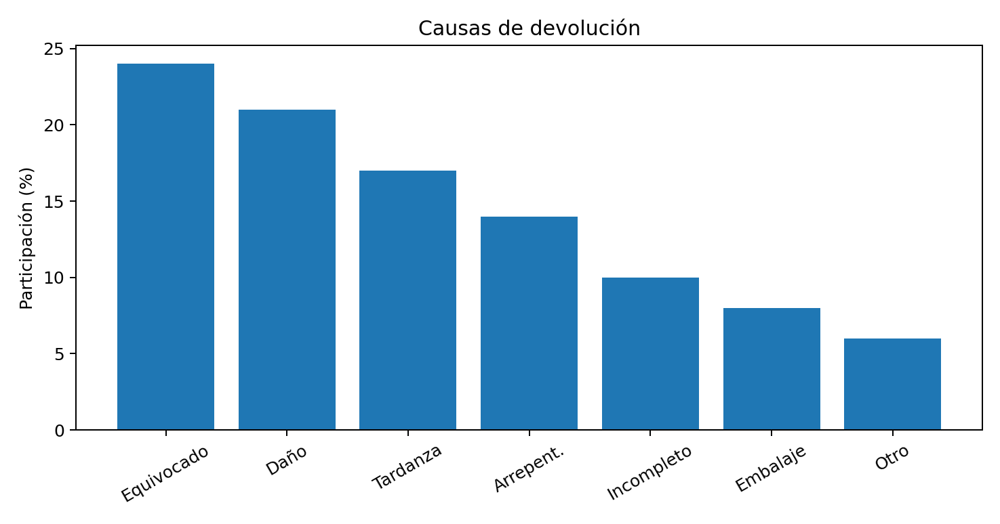 Causas de devolución
Participación (%)
25
20
15
10
5
0
Equivocado
Daño
Tardanza
Arrepent.
Incompleto
Embalaje
Otro